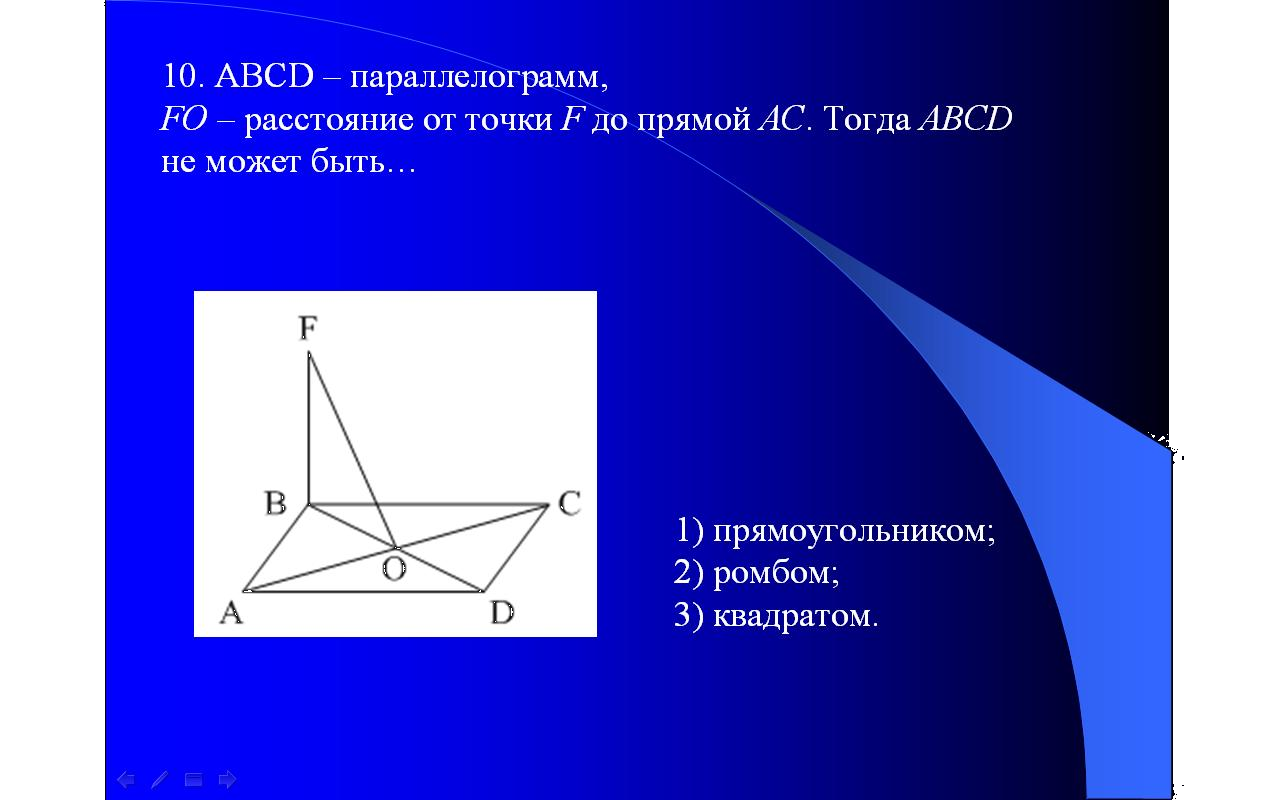 10. ABCD – параллелограмм,
FO – расстояние от точки F до прямой AC. Тогда ABCD
не может быть…
F
B
C
O
A
D
1) прямоугольником;
2) ромбом;
3) квадратом.